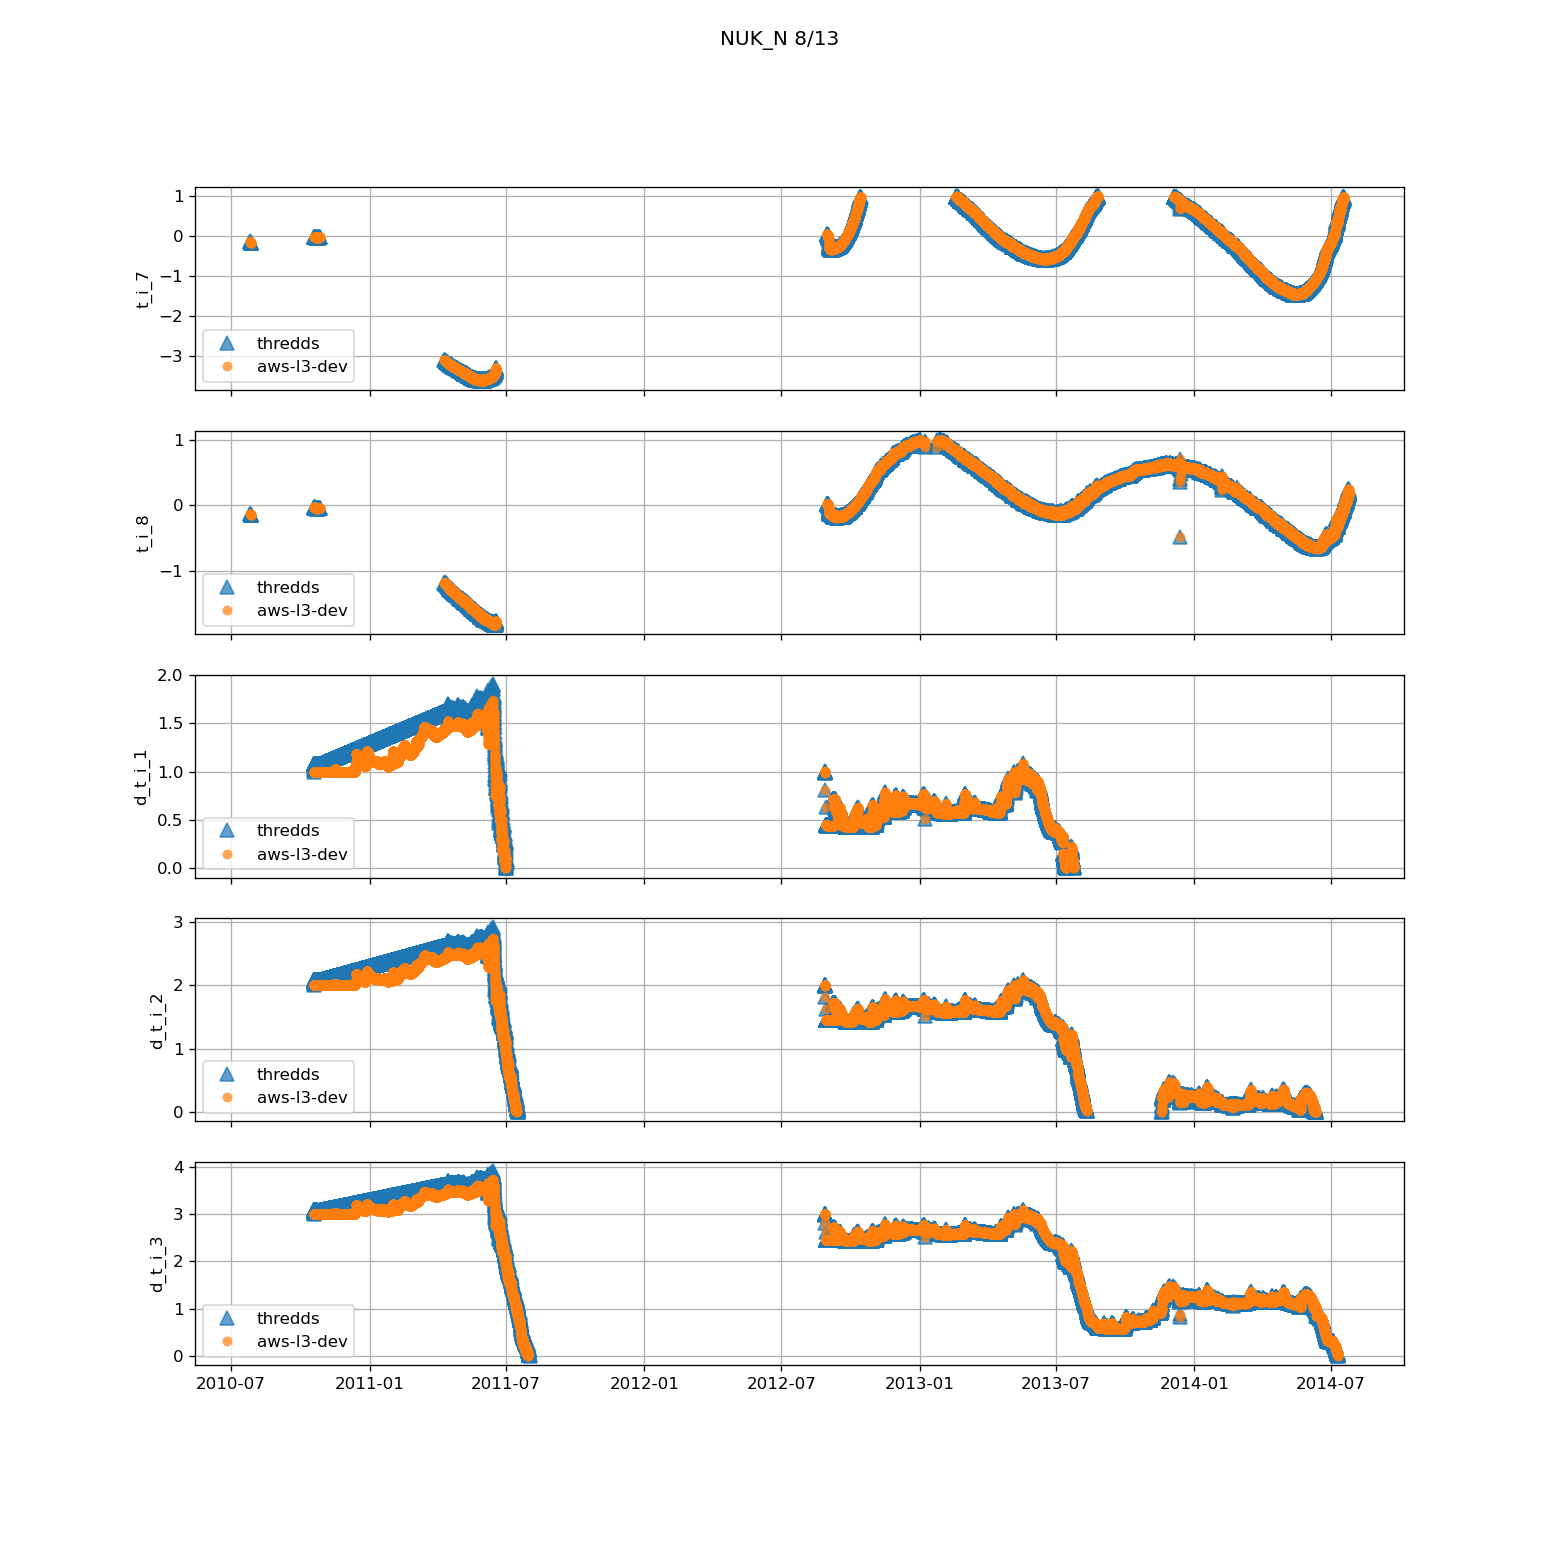 NUK_N 8/13
1
0
−1
−2
−3
t_i_7
thredds
aws-l3-dev
1
0
−1
t_i_8
thredds
aws-l3-dev
2.0
1.5
1.0
0.5
0.0
d_t_i_1
thredds
aws-l3-dev
3
2
1
0
d_t_i_2
thredds
aws-l3-dev
4
3
2
1
0
d_t_i_3
thredds
aws-l3-dev
2010-07 2011-01 2011-07 2012-01 2012-07 2013-01 2013-07 2014-01 2014-07